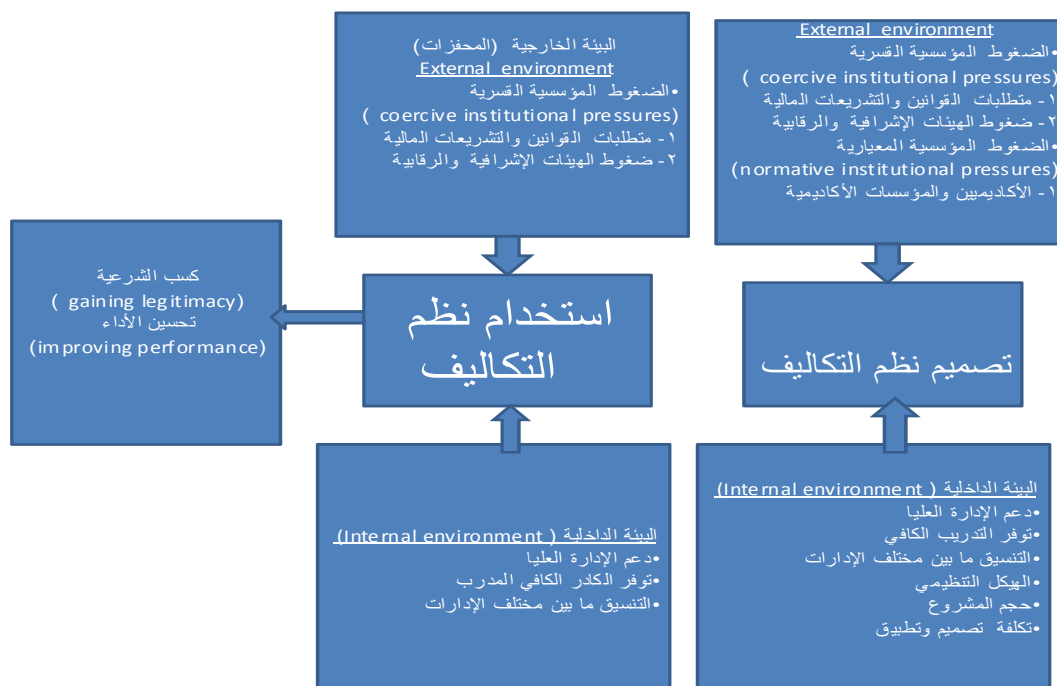 External environment
•الضغوط المؤسسية القسرية
( coercive institutional pressures)
١- متطلبات القوانين والتشريعات المالية
٢- ضغوط الهيئات الإشرافية والرقابية
•الضغوط المؤسسية المعيارية
(normative institutional pressures)
١- الأكاديميين والمؤسسات الأكاديمية
تصميم نظم التكاليف
البيئة الداخلية ( Internal environment)
•دعم الإدارة العليا
•توفر التدريب الكافي
•التنسيق ما بين مختلف الإدارات
•الهيكل التنظيمي
•حجم المشروع
•تكلفة تصميم وتطبيق
البيئة الخارجية (المحفزات)
External environment
•الضغوط المؤسسية القسرية
( coercive institutional pressures)
١- متطلبات القوانين والتشريعات المالية
٢- ضغوط الهيئات الإشرافية والرقابية
استخدام نظم
التكاليف
البيئة الداخلية ( Internal environment)
•دعم الإدارة العليا
•توفر الكادر الكافي المدرب
•التنسيق ما بين مختلف الإدارات
كسب الشرعية
( gaining legitimacy)
تحسين الأداء
(improving performance)